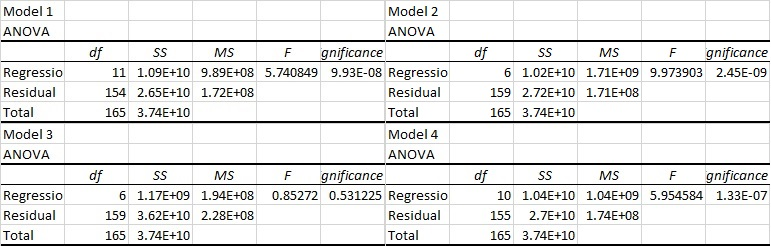 Model 1
ANOVA
df SS MS F gnificance
Regressio 11 1.09E+10 9.89E+08 5.740849 9.93E-08
Residual 154 2.65E+10 1.72E+08
Total 165 3.74E+10
Model 2
ANOVA
df SS MS F gnificance
Regressio 6 1.02E+10 1.71E+09 9.973903 2.45E-09
Residual 159 2.72E+10 1.71E+08
Total 165 3.74E+10
Model 3
ANOVA
df SS MS F gnificance
Regressio 6 1.17E+09 1.94E+08 0.85272 0.531225
Residual 159 3.62E+10 2.28E+08
Total 165 3.74E+10
Model 4
ANOVA
df SS MS F gnificance
Regressio 10 1.04E+10 1.04E+09 5.954584 1.33E-07
Residual 155 2.7E+10 1.74E+08
Total 165 3.74E+10